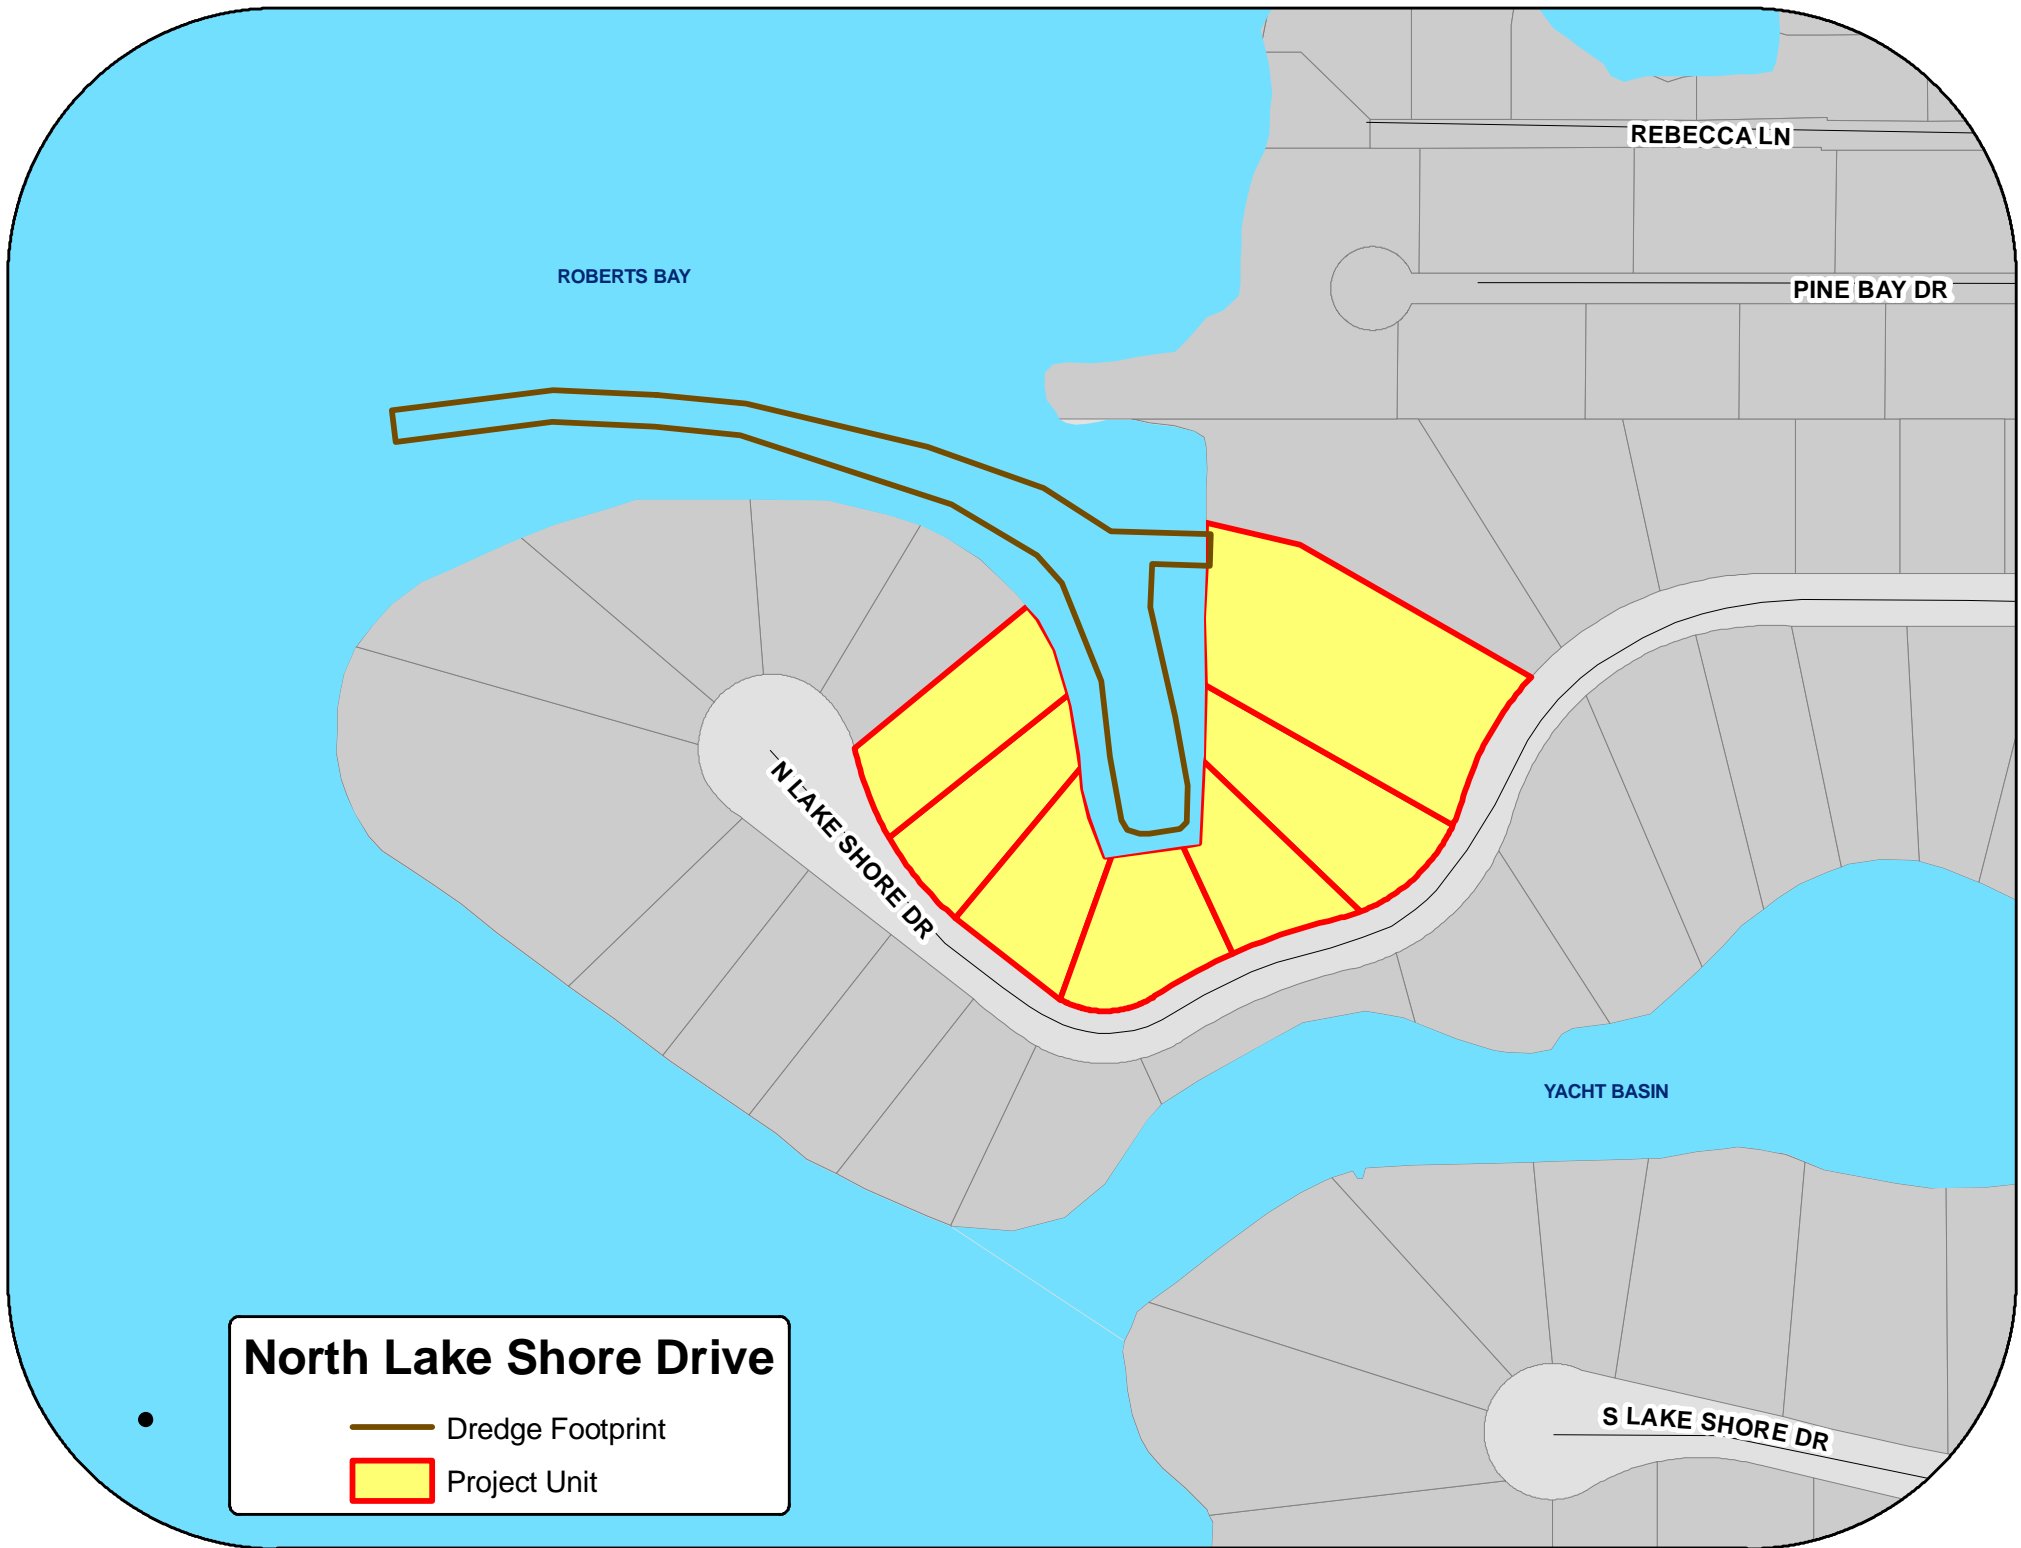 REBECCA LN
ROBERTS BAY
PINE BAY DR
N LAKE SHORE DR
YACHT BASIN
North Lake Shore Drive
Dredge Footprint
Project Unit
S LAKE SHORE DR